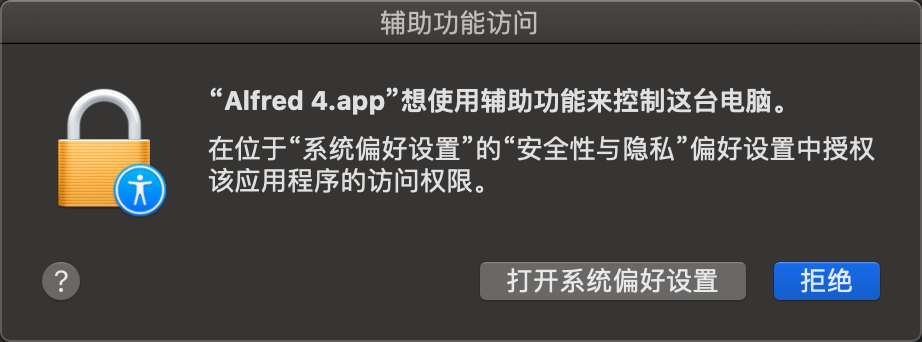 辅助功能访问
“Alfred 4.app”想使用辅助功能来控制这台电脑。
在位于“系统偏好设置”的“安全性与隐私”偏好设置中授权
该应用程序的访问权限。
?
打开系统偏好设置
拒绝